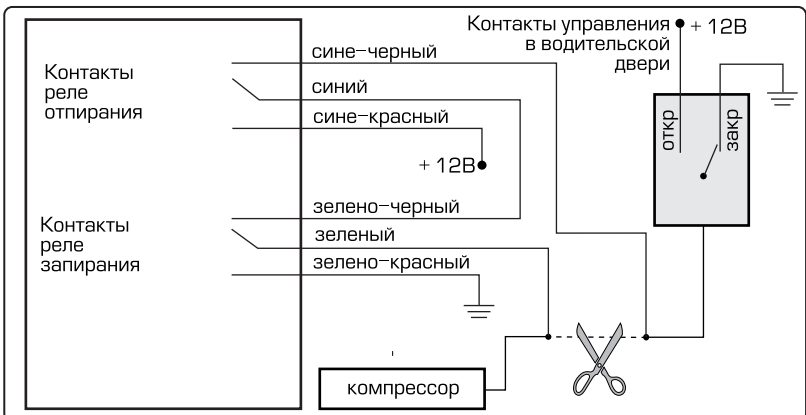 Контакты управления
в водительской
двери
+ 12В
Контакты
реле
отпирания
сине-черный
синий
сине-красный
+ 12В
откр
закр
Контакты
реле
запирания
зелено-черный
зеленый
зелено-красный
компрессор